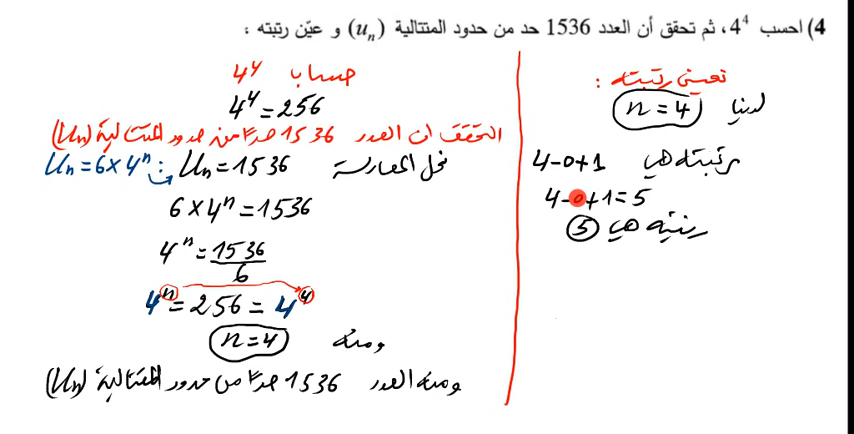 4) احسب 4⁴ ، ثم تحقق أن العدد 1536 حد من حدود المتتالية (uₙ) و عيّن رتبته :
حساب 4⁴
4⁴ = 256
التحقق ان العدد 1536 حدًا من حدود المتتالية (Uₙ)
نحل المعادلة Uₙ = 1536 : Uₙ = 6 × 4ⁿ
6 × 4ⁿ = 1536
4ⁿ = 1536/6
4ⁿ = 256 = 4⁴
ومنه n = 4
ومنه العدد 1536 حدًا من حدود المتتالية (Uₙ)
تعيين رتبته :
لدينا n = 4
رتبته هي 4-0+1
4-0+1=5
رتبته هي 5